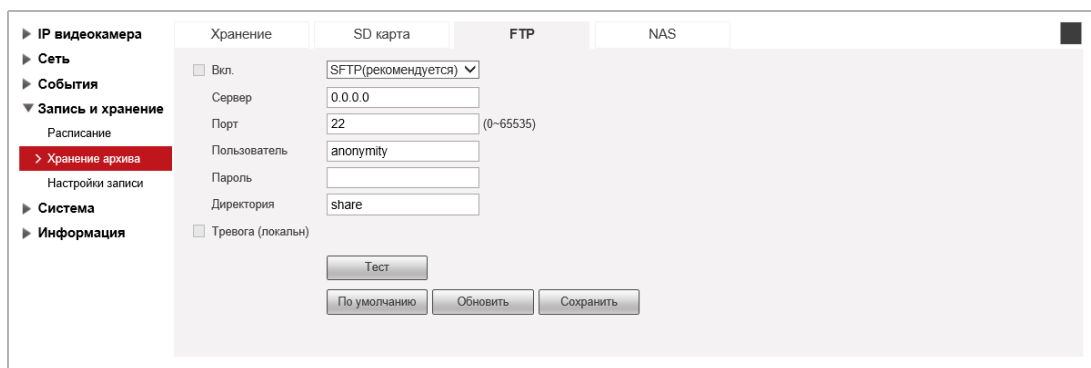 IP видеокамера
Сеть
События
Запись и хранение
Расписание
Хранение архива
Настройки записи
Система
Информация
Хранение SD карта FTP NAS
Вкл. SFTP(рекомендуется)
Сервер 0.0.0.0
Порт 22 (0~65535)
Пользователь anonymity
Пароль
Директория share
Тревога (локальн)
Тест
По умолчанию Обновить Сохранить